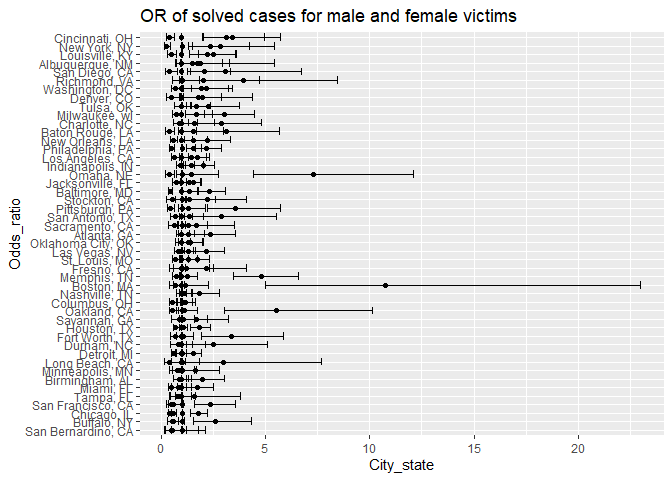 OR of solved cases for male and female victims
Cincinnati, OH
New York, NY
Louisville, KY
Albuquerque, NM
San Diego, CA
Richmond, VA
Washington, DC
Denver, CO
Tulsa, OK
Milwaukee, wI
Charlotte, NC
Baton Rouge, LA
New Orleans, LA
Philadelphia, PA
Los Angeles, CA
Indianapolis, IN
Omaha, NE
Jacksonville, FL
Baltimore, MD
Stockton, CA
Pittsburgh, PA
San Antonio, TX
Sacramento, CA
Atlanta, GA
Oklahoma City, OK
Las Vegas, NV
St. Louis, MO
Fresno, CA
Memphis, TN
Boston, MA
Nashville, TN
Columbus, OH
Oakland, CA
Savannah, GA
Houston, TX
Fort Worth, TX
Durham, NC
Detroit, MI
Long Beach, CA
Minneapolis, MN
Birmingham, AL
Miami, FL
Tampa, FL
San Francisco, CA
Chicago, IL
Buffalo, NY
San Bernardino, CA
Odds_ratio
0 5 10 15 20
City_state